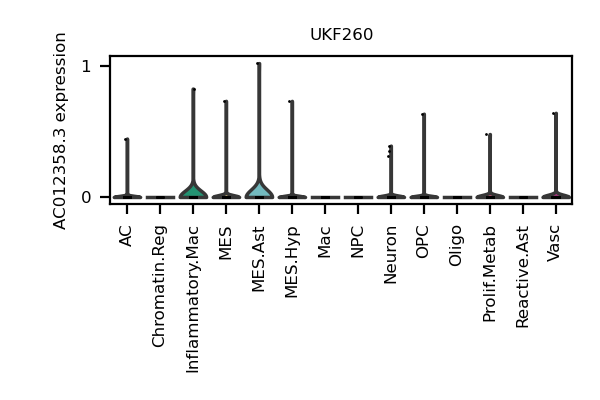 UKF260
AC012358.3 expression
1
0
AC
Chromatin.Reg
Inflammatory.Mac
MES
MES.Ast
MES.Hyp
Mac
NPC
Neuron
OPC
Oligo
Prolif.Metab
Reactive.Ast
Vasc